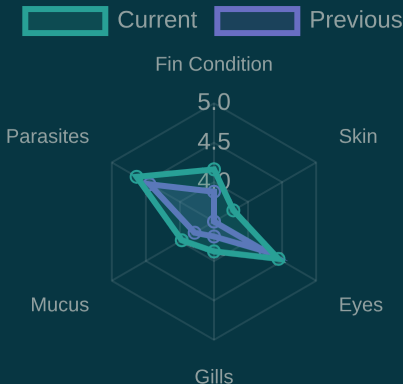 Current Previous
Fin Condition
5.0
Parasites Skin
4.5
4.0
Mucus Eyes
Gills